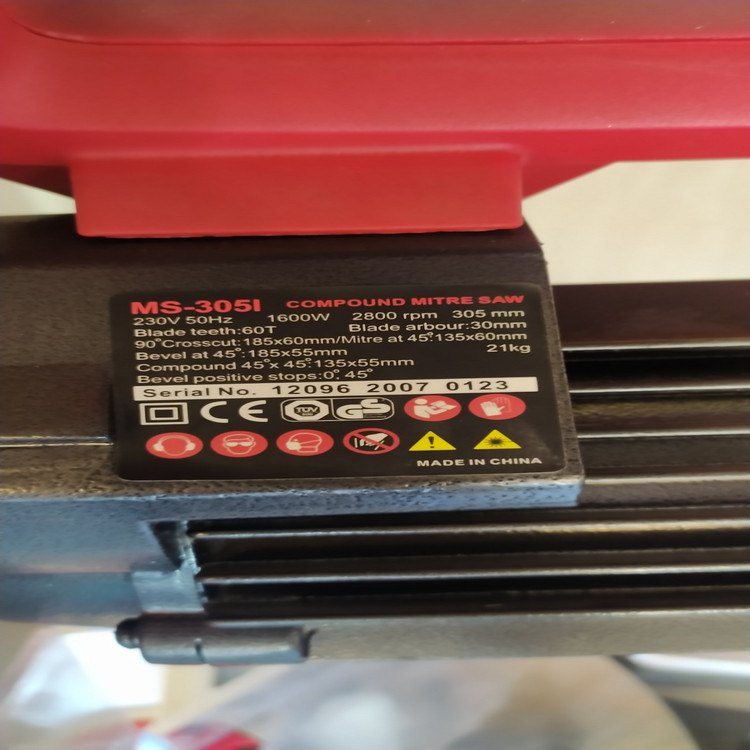 MS-305I COMPOUND MITRE SAW
230V 50Hz 1600W 2800 rpm 305 mm
Blade teeth:60T Blade arbour:30mm
90°Crosscut:185x60mm/Mitre at 45°:135x60mm
Bevel at 45°:185x55mm 21kg
Compound 45°x 45°:135x55mm
Bevel positive stops:0° 45°
Serial No. 12096 2007 0123
CE TÜV GS
MADE IN CHINA